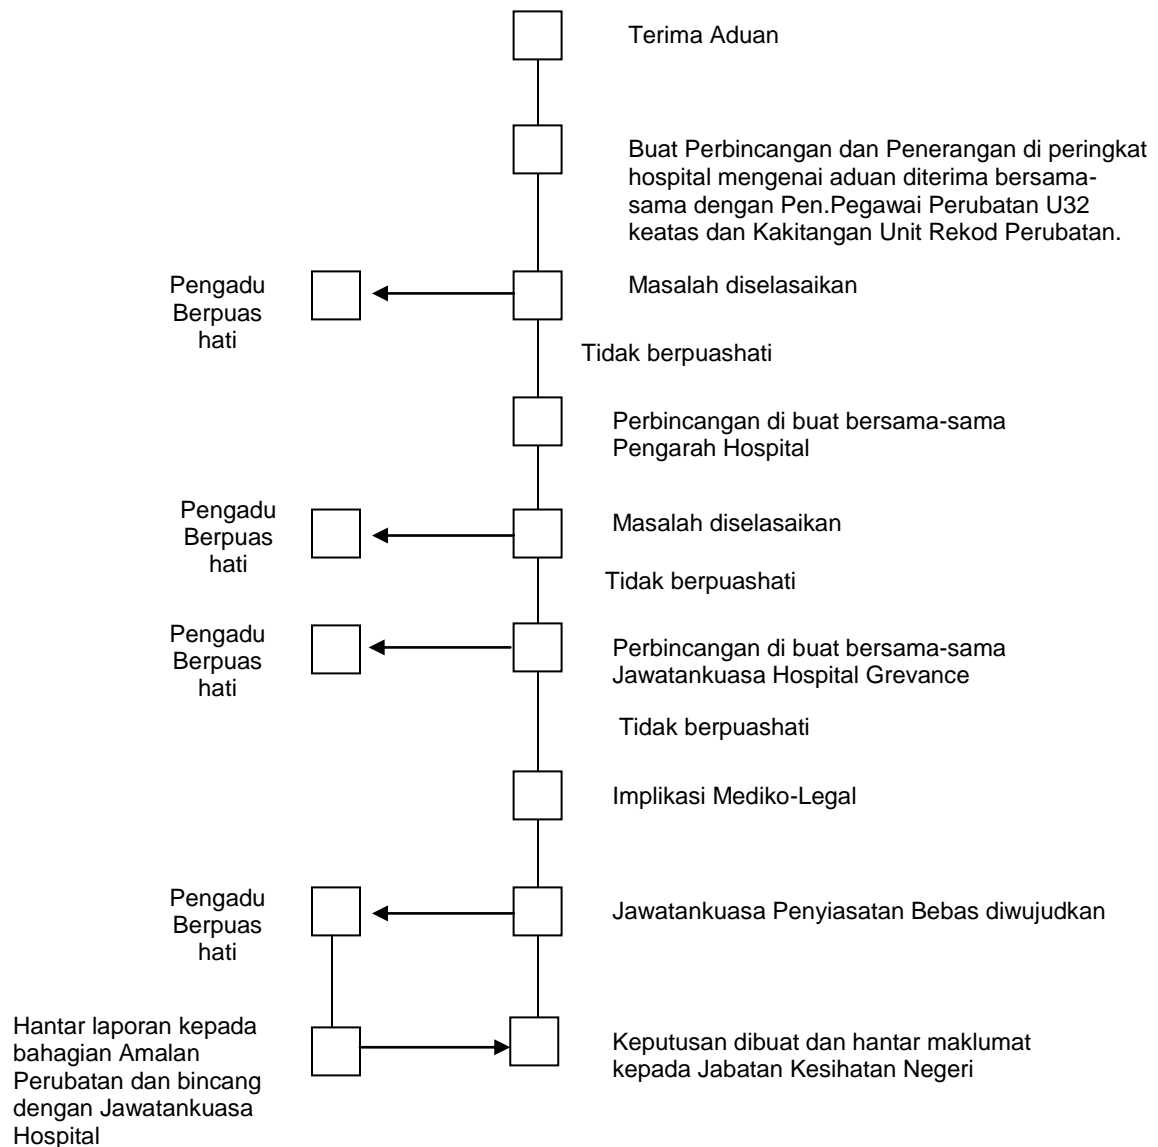 Terima Aduan
Buat Perbincangan dan Penerangan di peringkat
hospital mengenai aduan diterima bersama-
sama dengan Pen.Pegawai Perubatan U32
keatas dan Kakitangan Unit Rekod Perubatan.
Pengadu
Berpuas
hati
Masalah diselasaikan
Tidak berpuashati
Perbincangan di buat bersama-sama
Pengarah Hospital
Pengadu
Berpuas
hati
Masalah diselasaikan
Tidak berpuashati
Pengadu
Berpuas
hati
Perbincangan di buat bersama-sama
Jawatankuasa Hospital Grevance
Tidak berpuashati
Implikasi Mediko-Legal
Pengadu
Berpuas
hati
Jawatankuasa Penyiasatan Bebas diwujudkan
Hantar laporan kepada
bahagian Amalan
Perubatan dan bincang
dengan Jawatankuasa
Hospital
Keputusan dibuat dan hantar maklumat
kepada Jabatan Kesihatan Negeri